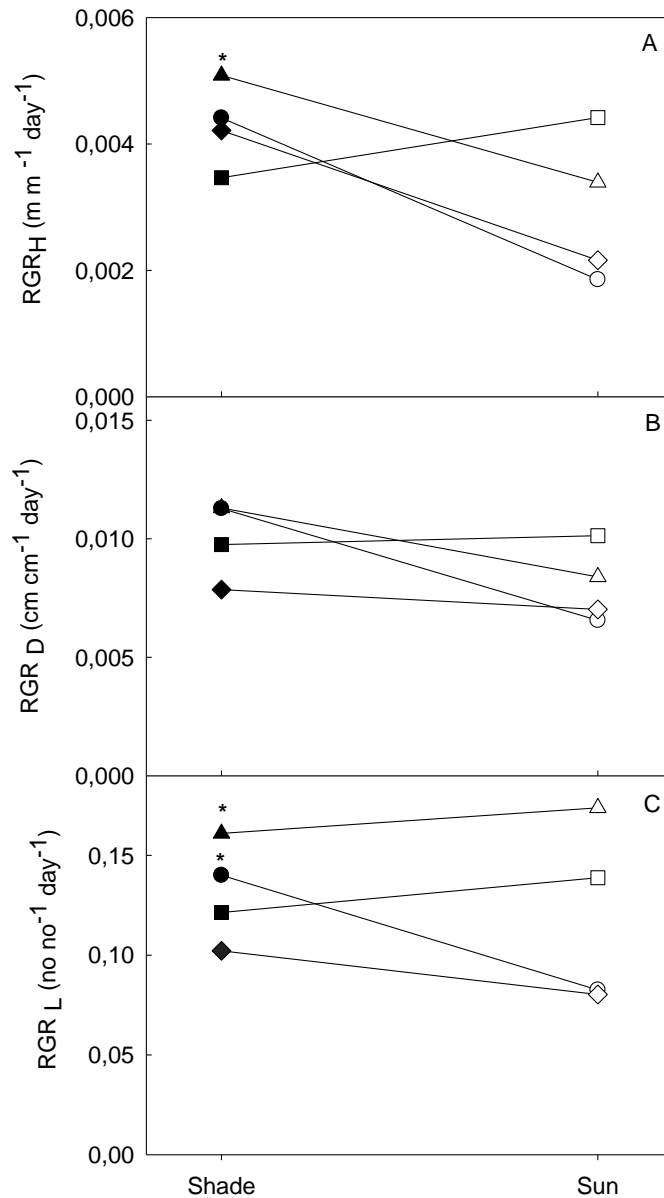 0,006
A
*
0,004
0,002
0,000
RGR H (m m -1 day-1)
0,015
B
0,010
0,005
0,000
RGR D (cm cm-1 day-1)
C
*
0,15
*
0,10
0,05
0,00
RGR L (no no-1 day-1)
Shade Sun